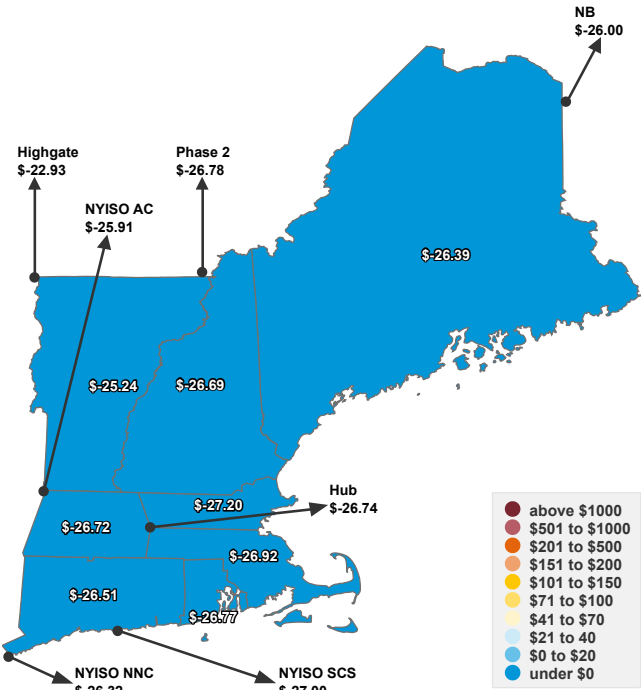 NB
$-26.00
Highgate
$-22.93
Phase 2
$-26.78
NYISO AC
$-25.91
$-26.39
$-25.24
$-26.69
Hub
$-26.74
$-27.20
$-26.72
$-26.92
$-26.51
$-26.77
NYISO NNC
NYISO SCS
above $1000
$501 to $1000
$201 to $500
$151 to $200
$101 to $150
$71 to $100
$41 to $70
$21 to 40
$0 to $20
under $0